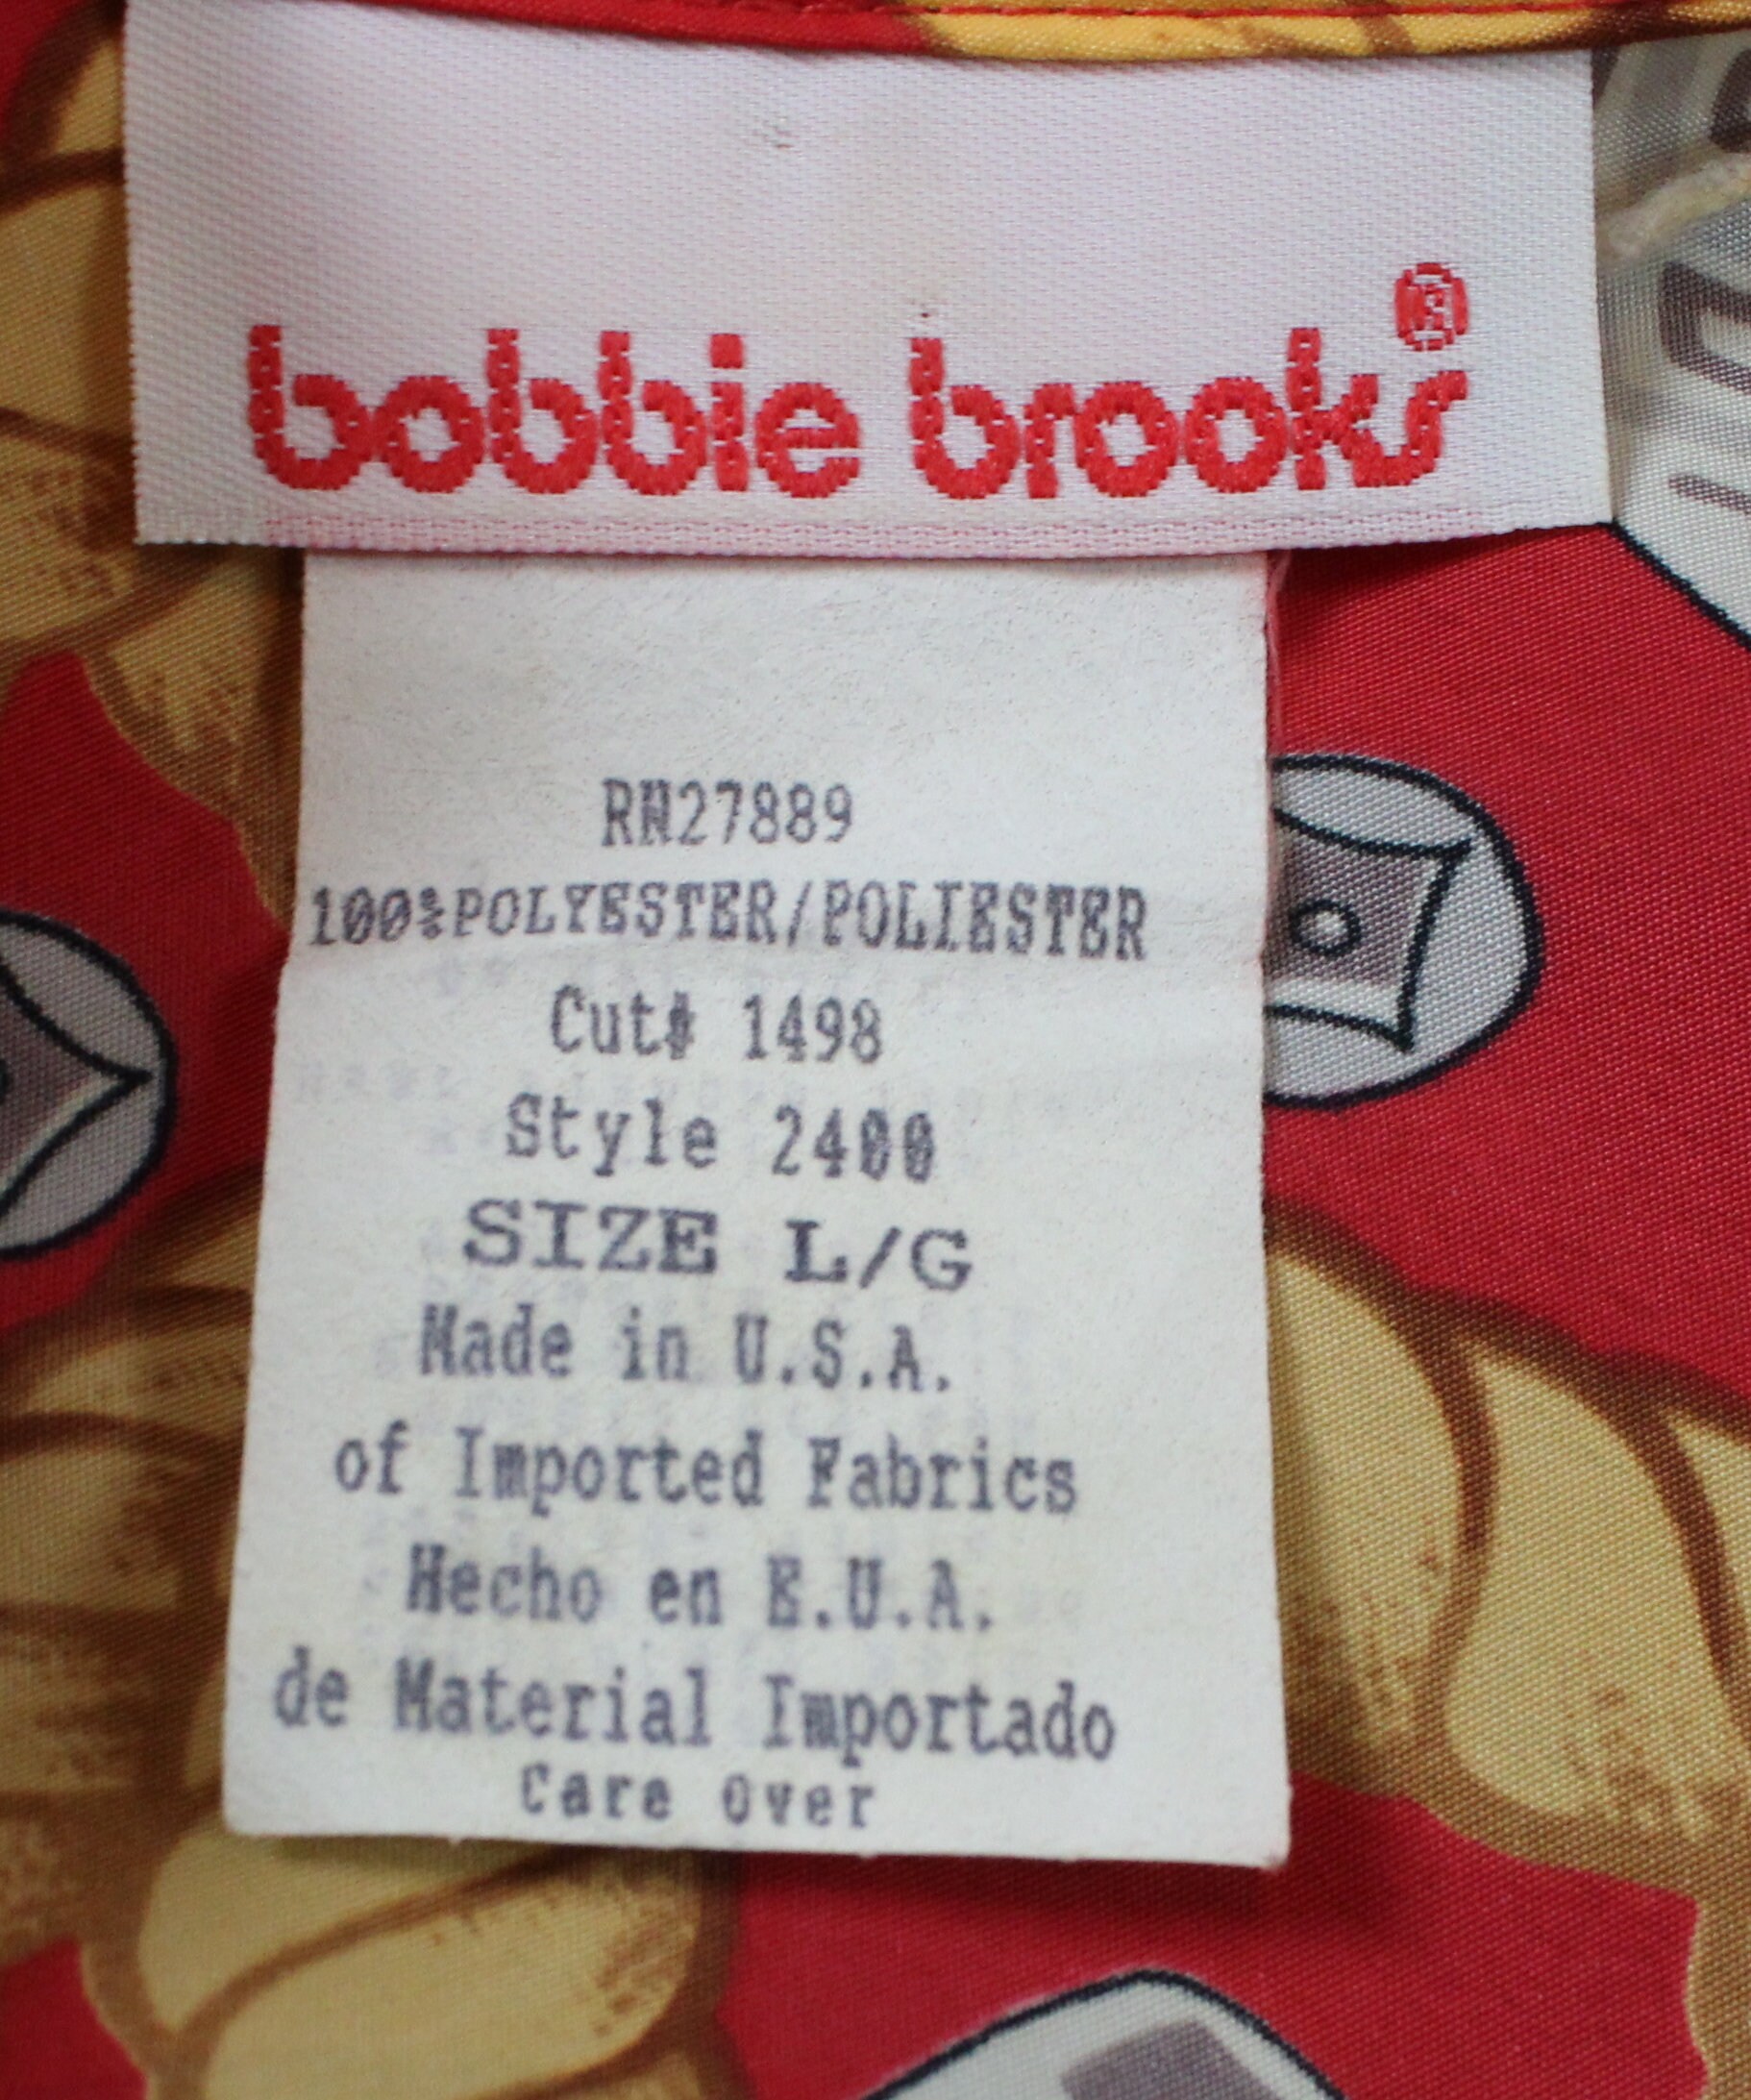 bobbie brooks®
RN27889
100%POLYESTER/POLIESTER
Cut# 1498
Style 2400
SIZE L/G
Made in U.S.A.
of Imported Fabrics
Hecho en E.U.A.
de Material Importado
Care Over